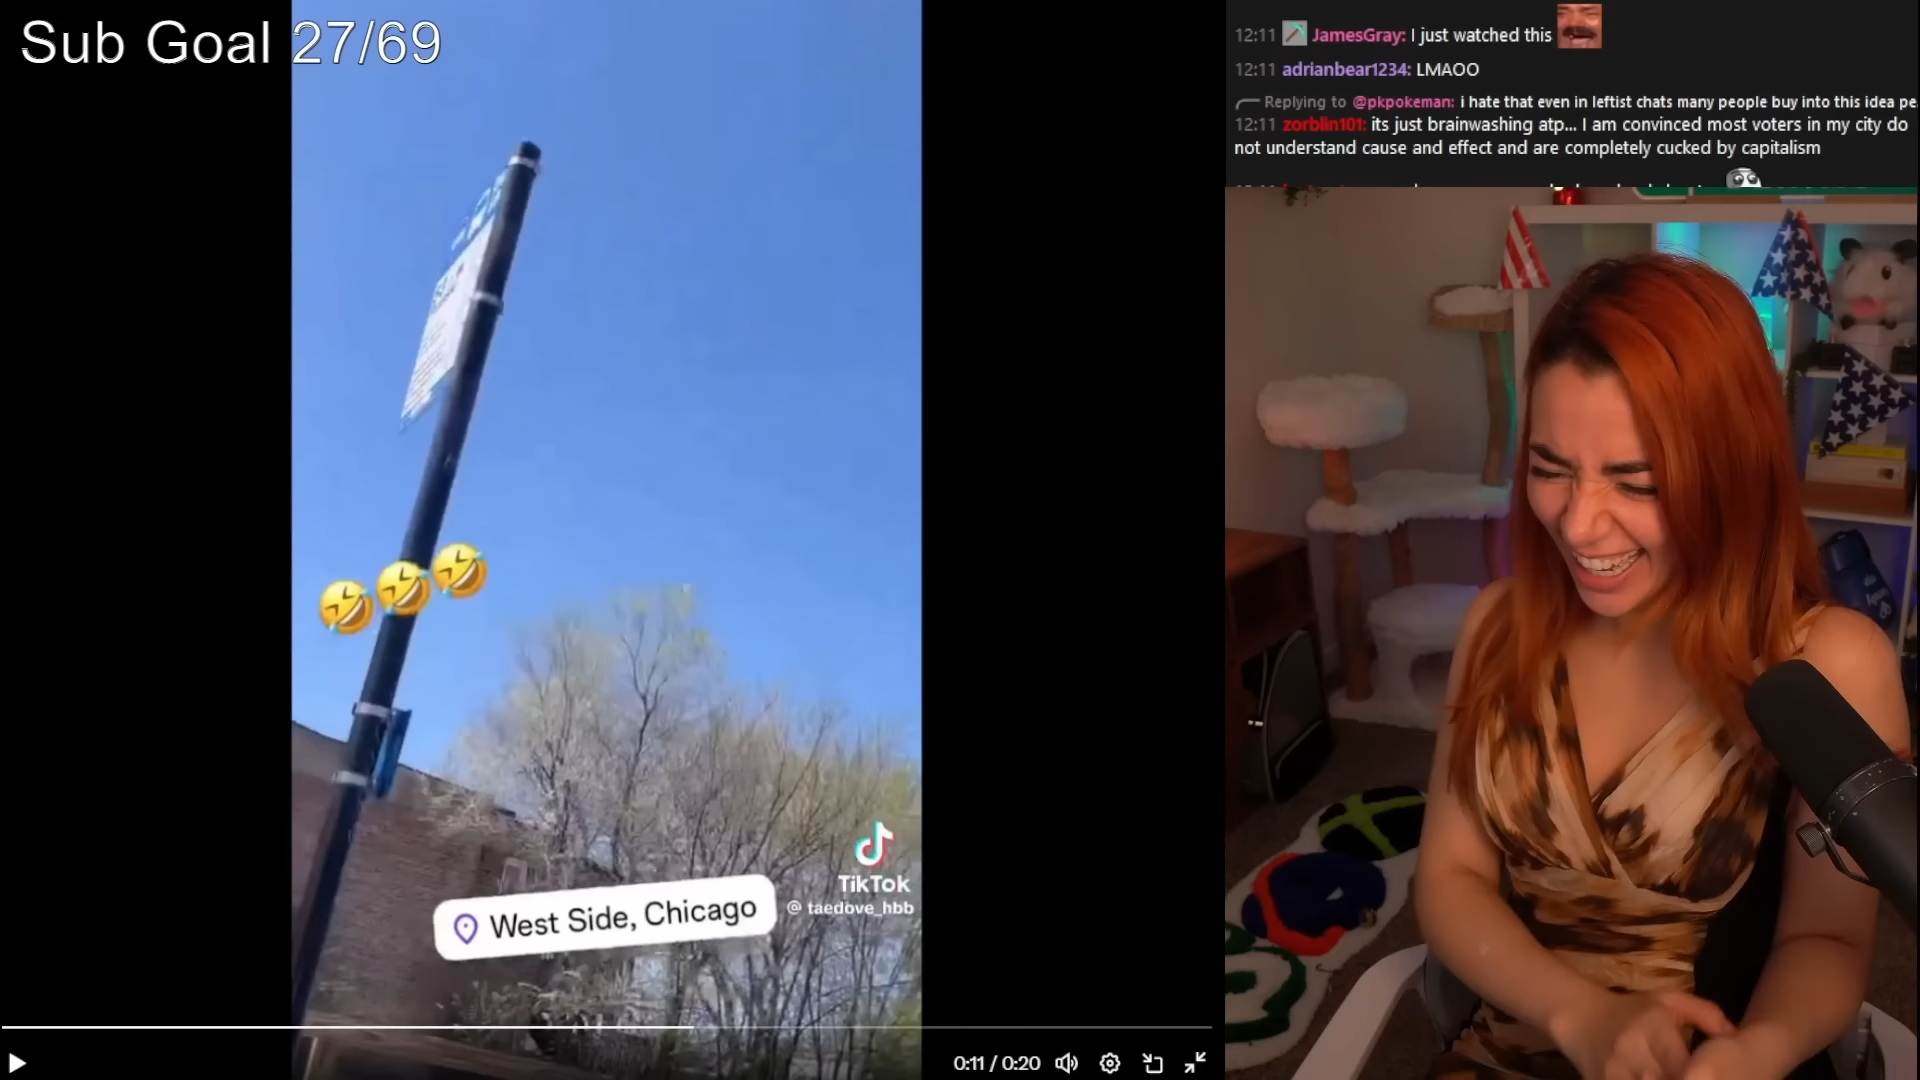 Sub Goal 27/69
12:11 JamesGray: I just watched this
12:11 adrianbear1234: LMAOO
Replying to @pkpokeman: i hate that even in leftist chats many people buy into this idea pe
12:11 zorblin101: its just brainwashing atp... I am convinced most voters in my city do
not understand cause and effect and are completely cucked by capitalism
West Side, Chicago
TikTok
@ taedove_hbb
0:11 / 0:20